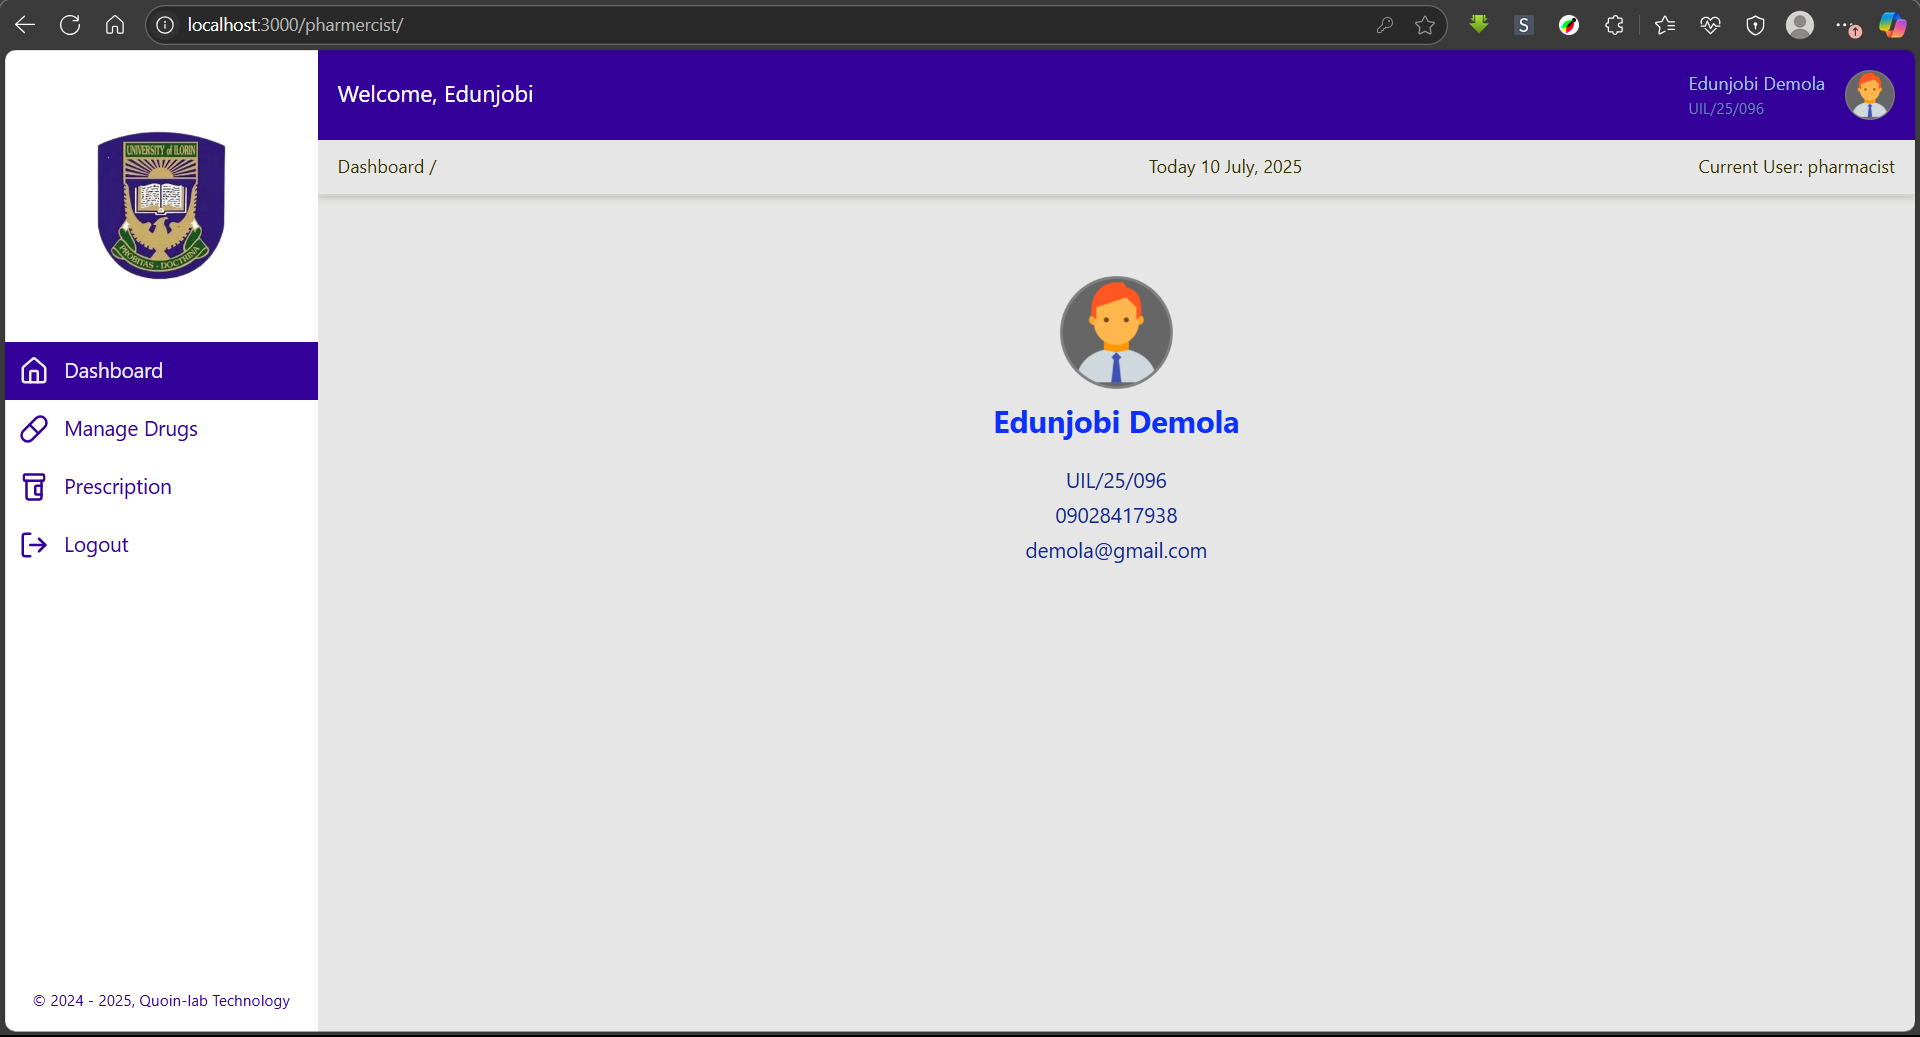 localhost:3000/pharmercist/
S
UNIVERSITY of ILORIN
PROBITAS - DOCTRINA
Dashboard
Manage Drugs
Prescription
Logout
© 2024 - 2025, Quoin-lab Technology
Welcome, Edunjobi
Edunjobi Demola
UIL/25/096
Dashboard /
Today 10 July, 2025
Current User: pharmacist
Edunjobi Demola
UIL/25/096
09028417938
demola@gmail.com